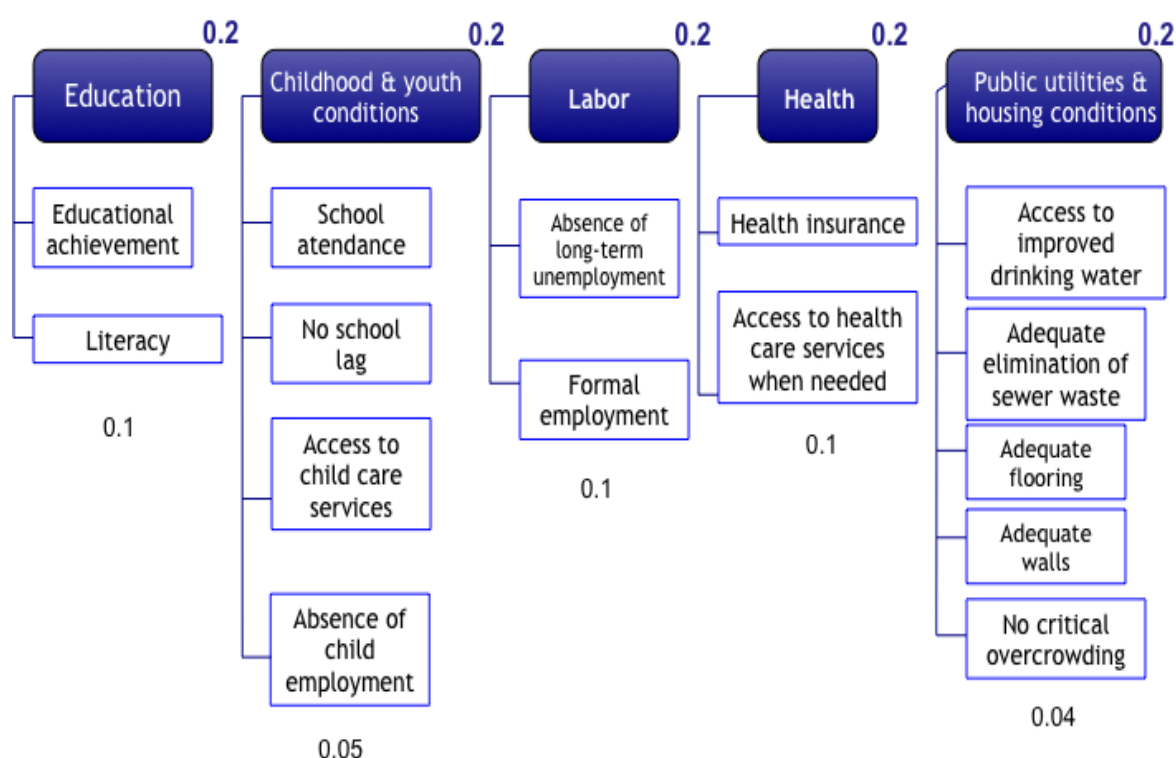 0.2
Education
Educational
achievement
Literacy
0.1
0.2
Childhood & youth
conditions
School
atendance
No school
lag
Access to
child care
services
Absence of
child
employment
0.05
0.2
Labor
Absence of
long-term
unemployment
Formal
employment
0.1
0.2
Health
Health insurance
Access to health
care services
when needed
0.1
0.2
Public utilities &
housing conditions
Access to
improved
drinking water
Adequate
elimination of
sewer waste
Adequate
flooring
Adequate
walls
No critical
overcrowding
0.04